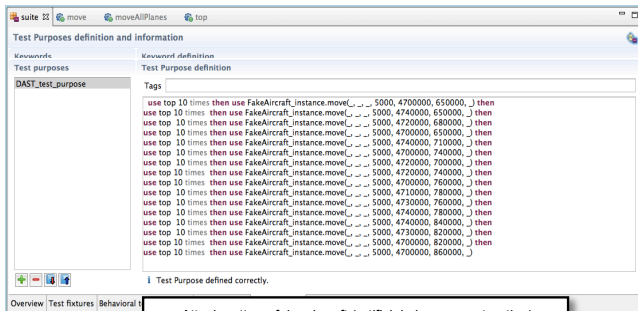 suite move moveAllPlanes top
Test Purposes definition and information
Keywords Keyword definition
Test purposes Test Purpose definition
DAST_test_purpose Tags
use top 10 times then use FakeAircraft_instance.move(_, _, _, 5000, 4700000, 650000, _) then
use top 10 times then use FakeAircraft_instance.move(_, _, _, 5000, 4740000, 650000, _) then
use top 10 times then use FakeAircraft_instance.move(_, _, _, 5000, 4720000, 680000, _) then
use top 10 times then use FakeAircraft_instance.move(_, _, _, 5000, 4700000, 650000, _) then
use top 10 times then use FakeAircraft_instance.move(_, _, _, 5000, 4740000, 710000, _) then
use top 10 times then use FakeAircraft_instance.move(_, _, _, 5000, 4700000, 740000, _) then
use top 10 times then use FakeAircraft_instance.move(_, _, _, 5000, 4720000, 700000, _) then
use top 10 times then use FakeAircraft_instance.move(_, _, _, 5000, 4720000, 740000, _) then
use top 10 times then use FakeAircraft_instance.move(_, _, _, 5000, 4700000, 760000, _) then
use top 10 times then use FakeAircraft_instance.move(_, _, _, 5000, 4710000, 780000, _) then
use top 10 times then use FakeAircraft_instance.move(_, _, _, 5000, 4730000, 760000, _) then
use top 10 times then use FakeAircraft_instance.move(_, _, _, 5000, 4740000, 780000, _) then
use top 10 times then use FakeAircraft_instance.move(_, _, _, 5000, 4740000, 840000, _) then
use top 10 times then use FakeAircraft_instance.move(_, _, _, 5000, 4730000, 820000, _) then
use top 10 times then use FakeAircraft_instance.move(_, _, _, 5000, 4700000, 820000, _) then
use top 10 times then use FakeAircraft_instance.move(_, _, _, 5000, 4700000, 860000, _)
i Test Purpose defined correctly.
Overview Test fixtures Behavioral